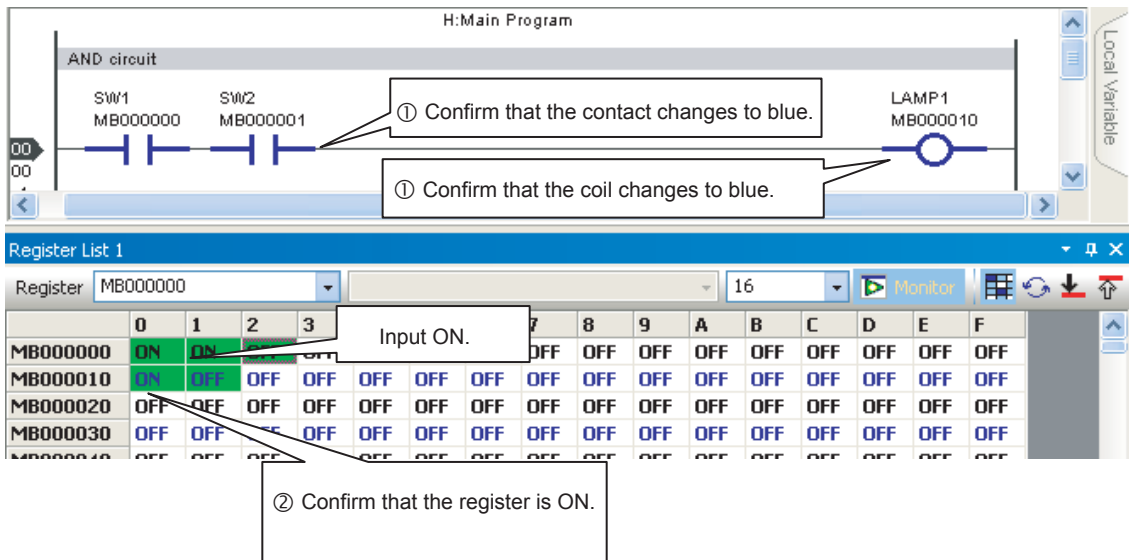 H:Main Program
AND circuit
SW1 SW2 LAMP1
MB000000 MB000001 MB000010
① Confirm that the contact changes to blue.
00
00
① Confirm that the coil changes to blue.
Local Variable
Register List 1
Register MB000000 16 Monitor
0 1 2 3 7 8 9 A B C D E F
Input ON.
MB000000 ON ON OFF OFF OFF OFF OFF OFF OFF OFF OFF OFF OFF
MB000010 ON OFF OFF OFF OFF OFF OFF OFF OFF OFF OFF OFF OFF OFF OFF OFF
MB000020 OFF OFF OFF OFF OFF OFF OFF OFF OFF OFF OFF OFF OFF OFF OFF OFF
MB000030 OFF OFF OFF OFF OFF OFF OFF OFF OFF OFF OFF OFF OFF OFF OFF OFF
② Confirm that the register is ON.